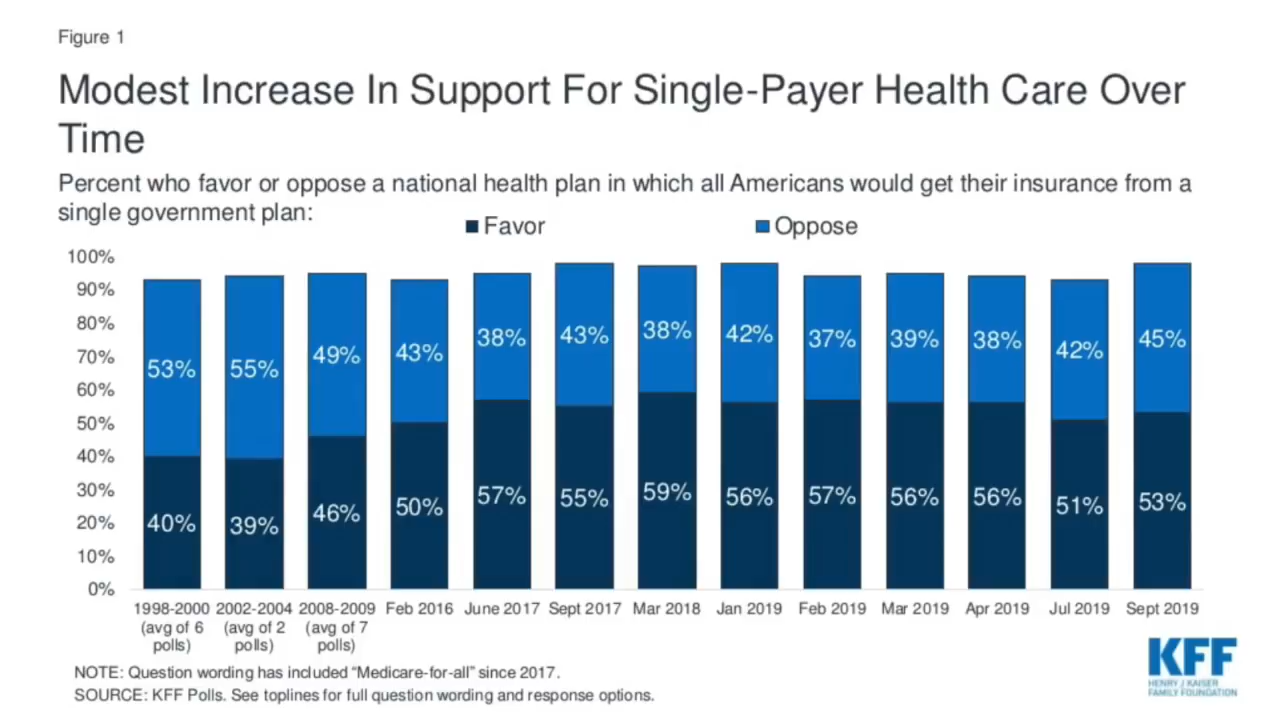 Figure 1
Modest Increase In Support For Single-Payer Health Care Over
Time
Percent who favor or oppose a national health plan in which all Americans would get their insurance from a
single government plan:
Favor Oppose
100%
90%
80%
70%
60%
50%
40%
30%
20%
10%
0%
53% 55% 49% 43% 38% 43% 38% 42% 37% 39% 38% 42% 45%
40% 39% 46% 50% 57% 55% 59% 56% 57% 56% 56% 51% 53%
1998-2000 2002-2004 2008-2009 Feb 2016 June 2017 Sept 2017 Mar 2018 Jan 2019 Feb 2019 Mar 2019 Apr 2019 Jul 2019 Sept 2019
(avg of 6 (avg of 2 (avg of 7
polls) polls) polls)
NOTE: Question wording has included “Medicare-for-all” since 2017.
SOURCE: KFF Polls. See toplines for full question wording and response options.
KFF
HENRY J KAISER
FAMILY FOUNDATION